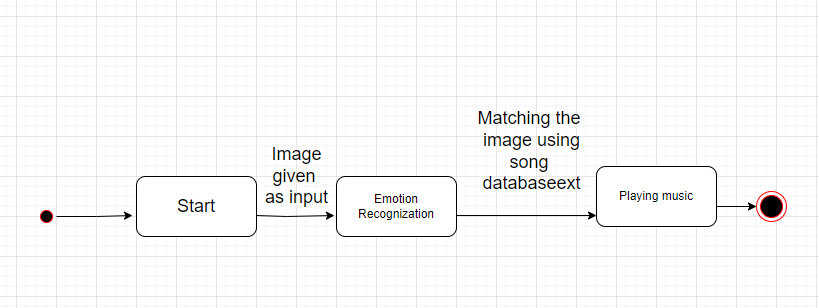 Start
Image
given
as input
Emotion
Recognization
Matching the
image using
song
databaseext
Playing music